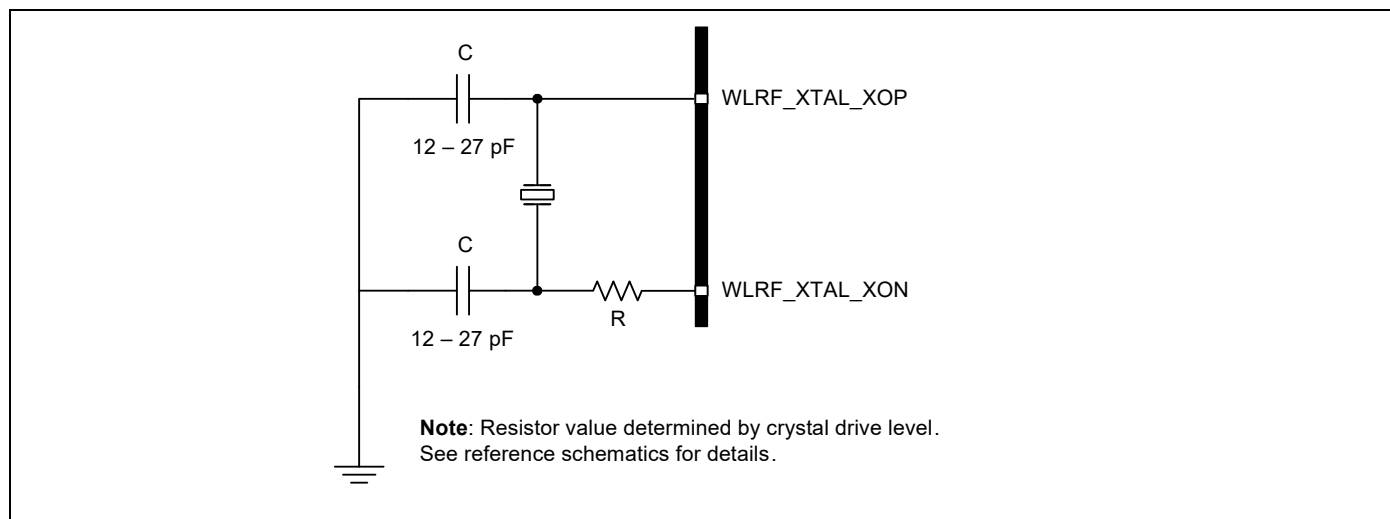 C
WLRF_XTAL_XOP
12 – 27 pF
C
WLRF_XTAL_XON
R
12 – 27 pF
Note: Resistor value determined by crystal drive level.
See reference schematics for details.